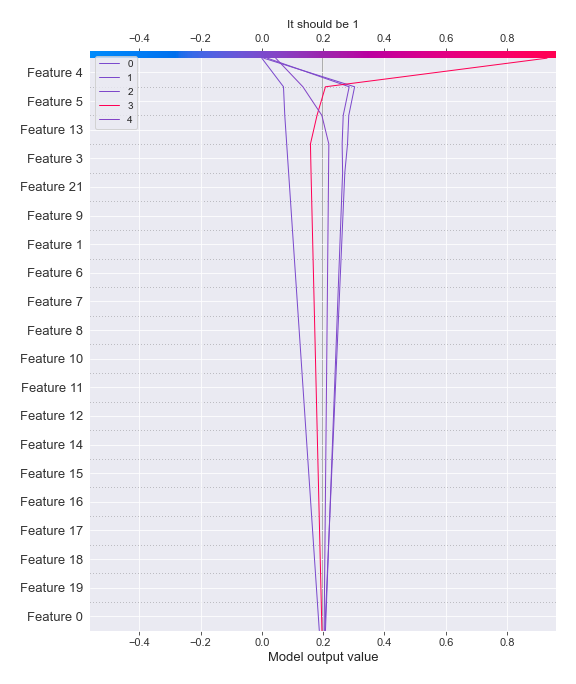 It should be 1
−0.4 −0.2 0.0 0.2 0.4 0.6 0.8
0
1
2
3
4
Feature 4
Feature 5
Feature 13
Feature 3
Feature 21
Feature 9
Feature 1
Feature 6
Feature 7
Feature 8
Feature 10
Feature 11
Feature 12
Feature 14
Feature 15
Feature 16
Feature 17
Feature 18
Feature 19
Feature 0
−0.4 −0.2 0.0 0.2 0.4 0.6 0.8
Model output value